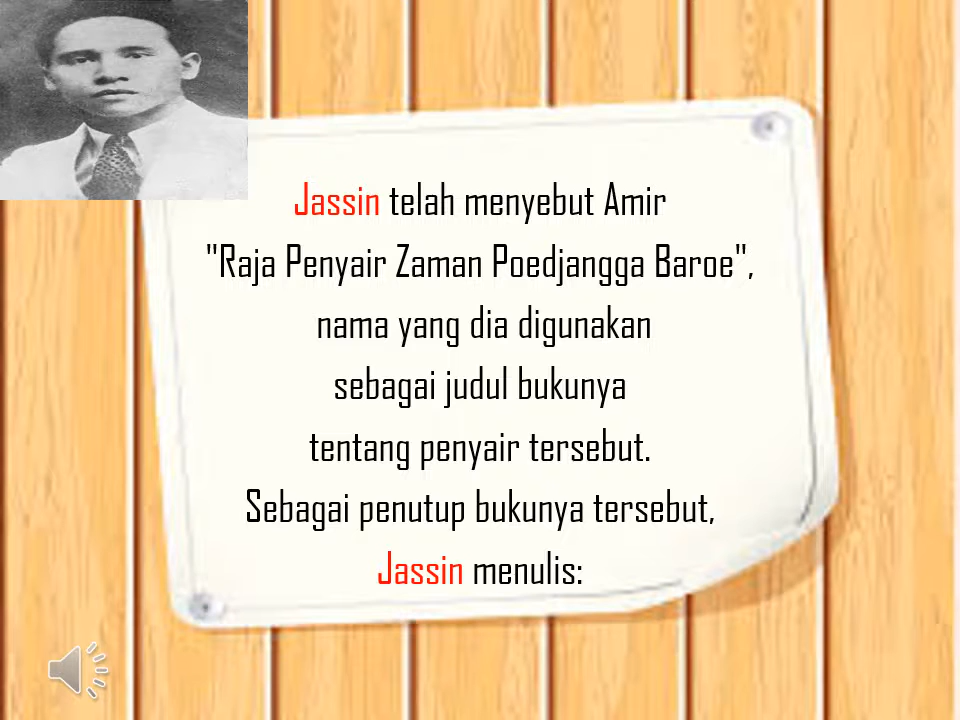 Jassin telah menyebut Amir
"Raja Penyair Zaman Poedjangga Baroe",
nama yang dia digunakan
sebagai judul bukunya
tentang penyair tersebut.
Sebagai penutup bukunya tersebut,
Jassin menulis: